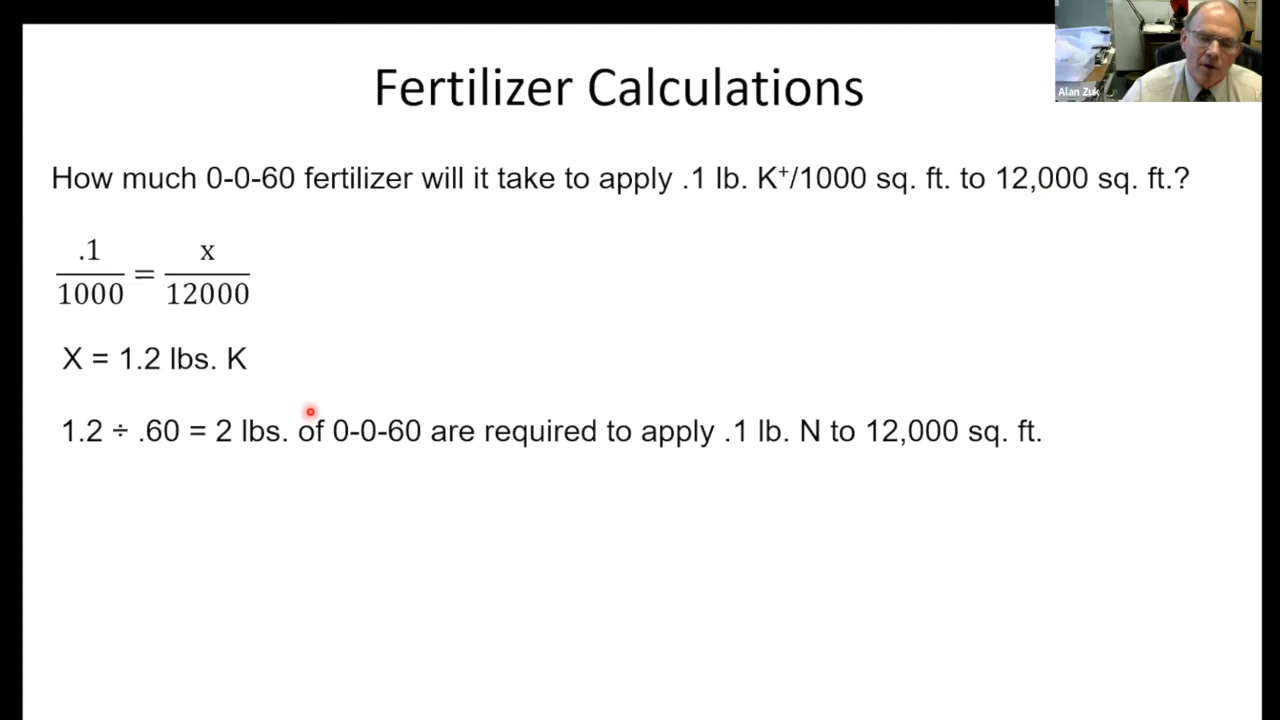 Fertilizer Calculations
Alan Zuk
How much 0-0-60 fertilizer will it take to apply .1 lb. K⁺/1000 sq. ft. to 12,000 sq. ft.?
.1/1000 = x/12000
X = 1.2 lbs. K
1.2 ÷ .60 = 2 lbs. of 0-0-60 are required to apply .1 lb. N to 12,000 sq. ft.